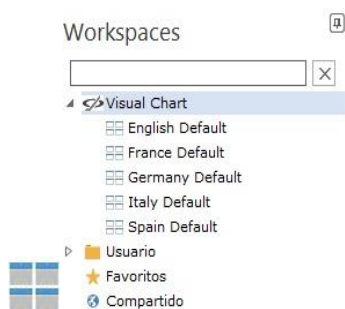 Workspaces
Visual Chart
English Default
France Default
Germany Default
Italy Default
Spain Default
Usuario
Favoritos
Compartido